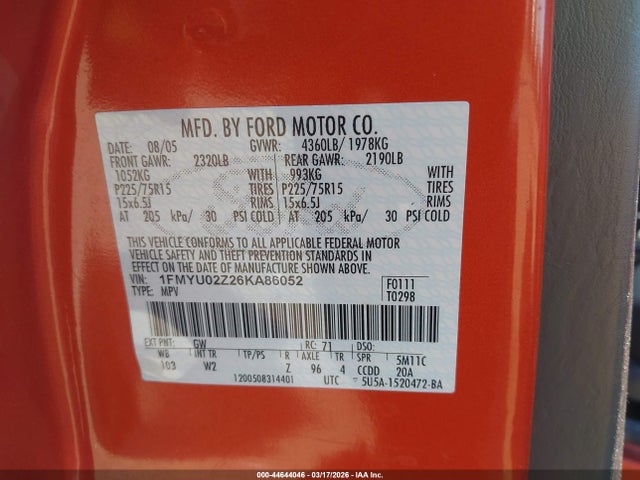 MFD. BY FORD MOTOR CO.
DATE: 08/05 GVWR: 4360LB/ 1978KG
FRONT GAWR: 2320LB REAR GAWR: 2190LB
1052KG WITH 993KG WITH
P225/75R15 TIRES P225/75R15 TIRES
15x6.5J RIMS 15x6.5J RIMS
AT 205 kPa/ 30 PSI COLD AT 205 kPa/ 30 PSI COLD
THIS VEHICLE CONFORMS TO ALL APPLICABLE FEDERAL MOTOR
VEHICLE SAFETY AND THEFT PREVENTION STANDARDS IN
EFFECT ON THE DATE OF MANUFACTURE SHOWN ABOVE.
VIN: 1FMYU02Z26KA86052 F0111
TYPE: MPV T0298
EXT PNT: GW RC: 71 DSO:
WB INT TR TP/PS R AXLE TR SPR 5M11C
103 W2 Z 96 4 CCDD 20A
1200508314401 UTC 5U5A-1520472-BA
000-44644046 - 03/17/2026 - IAA Inc.